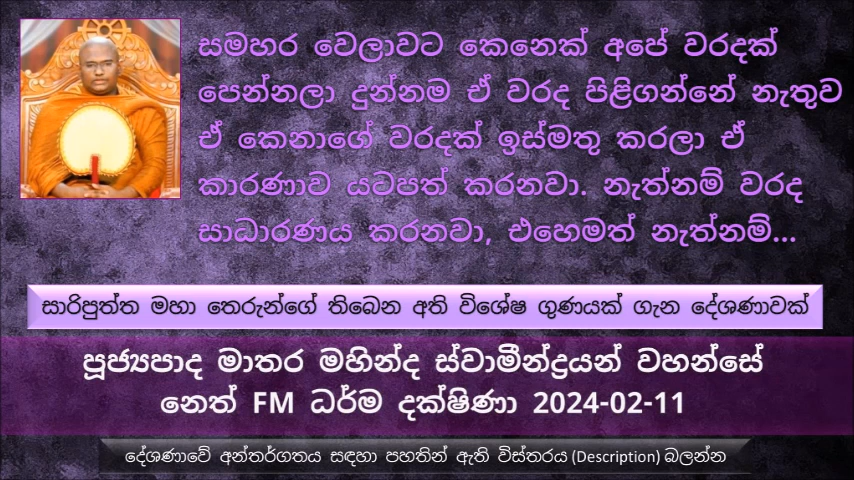 සමහර වෙලාවට කෙනෙක් අපේ වරදක්
පෙන්නලා දුන්නම ඒ වරද පිළිගන්නේ නැතුව
ඒ කෙනාගේ වරදක් ඉස්මතු කරලා ඒ
කාරණාව යටපත් කරනවා. නැත්නම් වරද
සාධාරණය කරනවා, එහෙමත් නැත්නම්...
සාරිපුත්ත මහා තෙරුන්ගේ තිබෙන අති විශේෂ ගුණයක් ගැන දේශණාවක්
පූජ්‍යපාද මාතර මහින්ද ස්වාමීන්ද්‍රයන් වහන්සේ
නෙත් FM ධර්ම දක්ෂිණා 2024-02-11
දේශණාවේ අන්තර්ගතය සඳහා පහතින් ඇති විස්තරය (Description) බලන්න